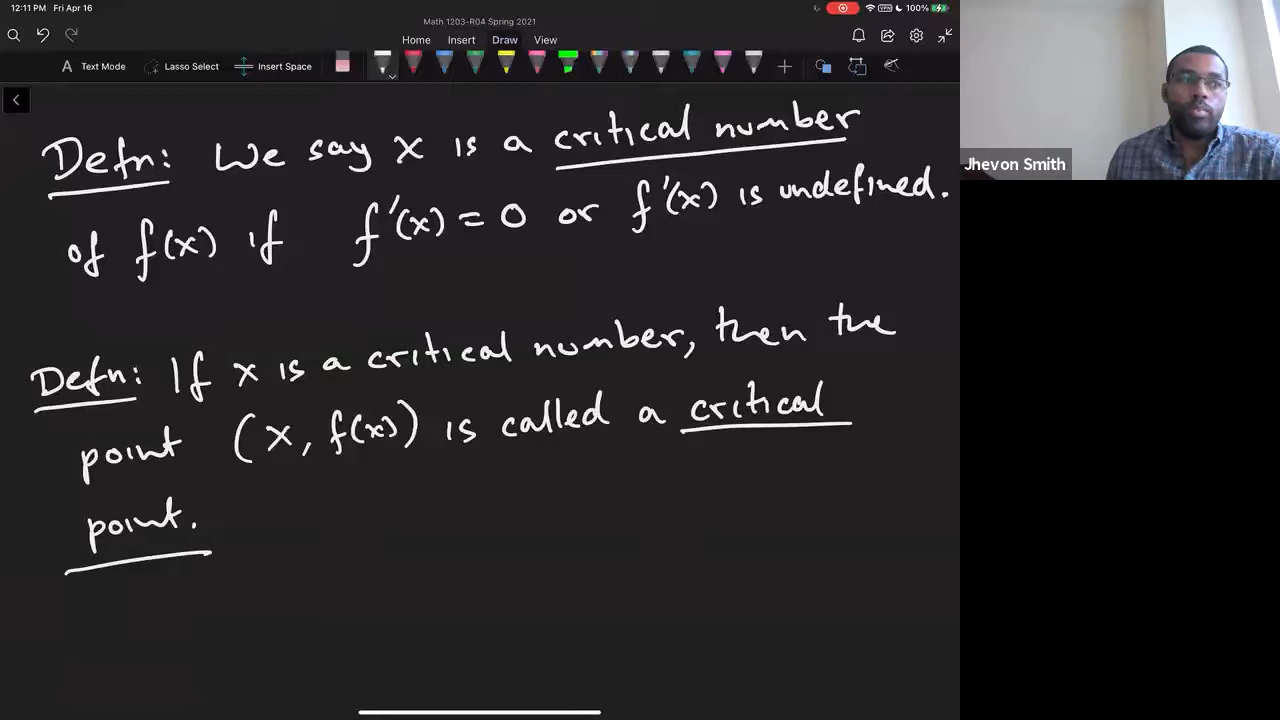 12:11 PM Fri Apr 16
100%
Math 1203-R04 Spring 2021
Home Insert Draw View
Text Mode Lasso Select Insert Space
Jhevon Smith
Defn: We say x is a critical number
of f(x) if f'(x) = 0 or f'(x) is undefined.
Defn: If x is a critical number, then the
point (x, f(x)) is called a critical
point.